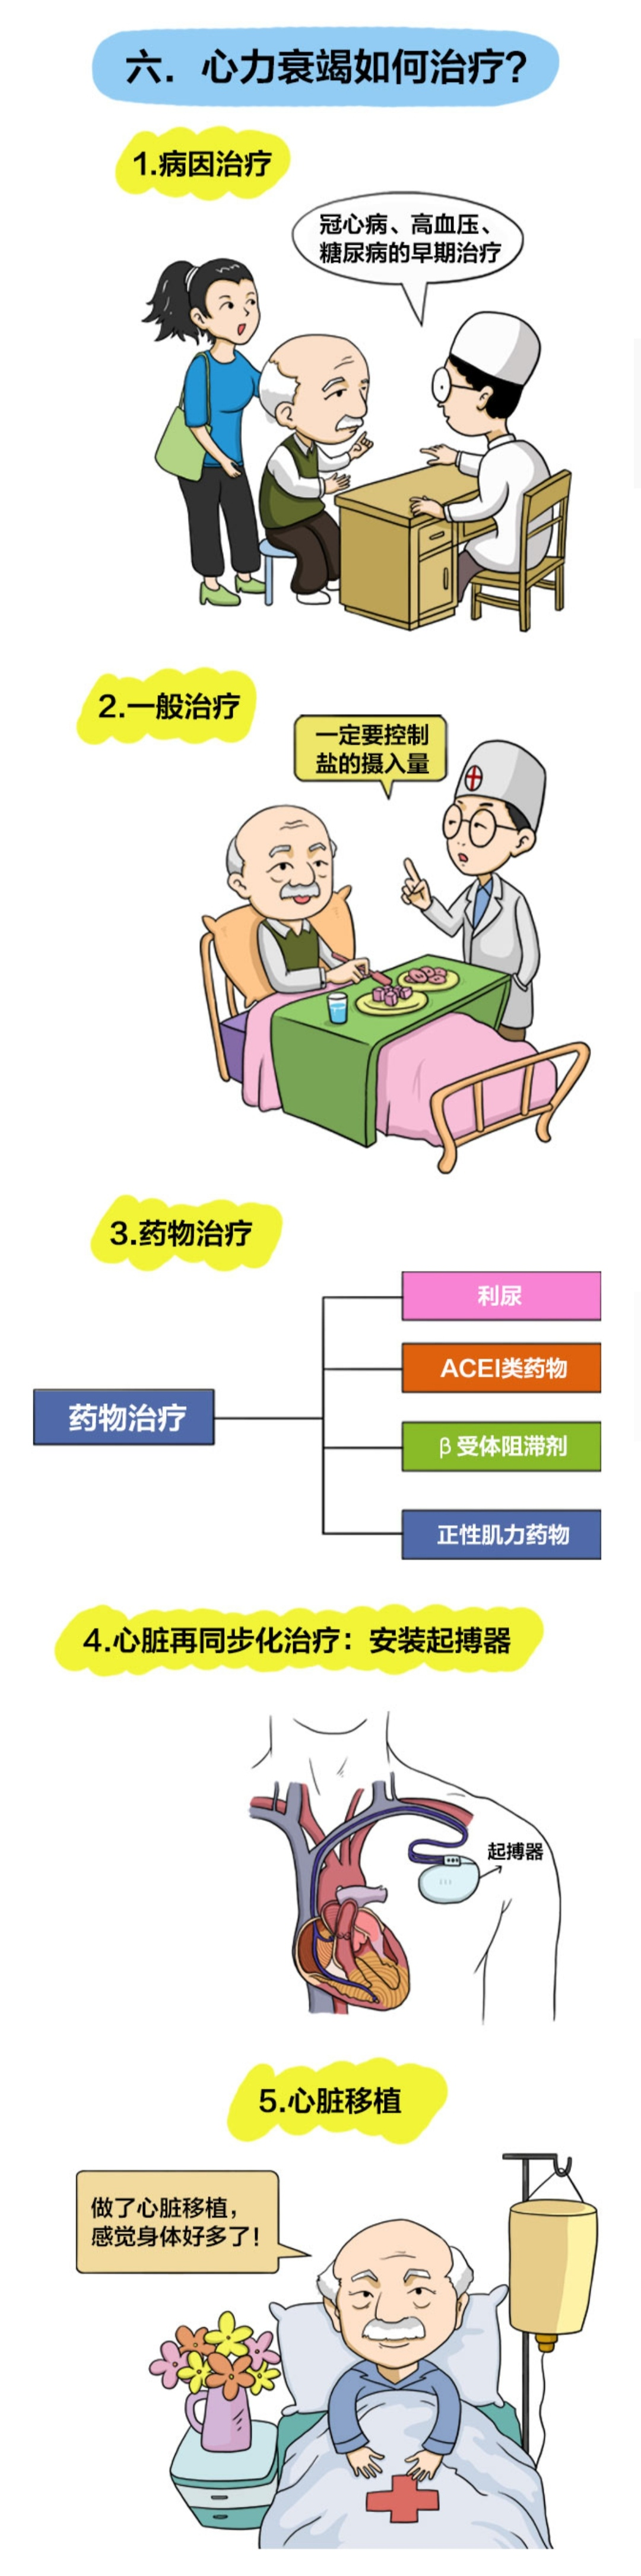 六. 心力衰竭如何治疗?
1.病因治疗
冠心病、高血压、
糖尿病的早期治疗
2.一般治疗
一定要控制
盐的摄入量
3.药物治疗
药物治疗
利尿
ACEI类药物
β 受体阻滞剂
正性肌力药物
4.心脏再同步化治疗：安装起搏器
起搏器
5.心脏移植
做了心脏移植，
感觉身体好多了!